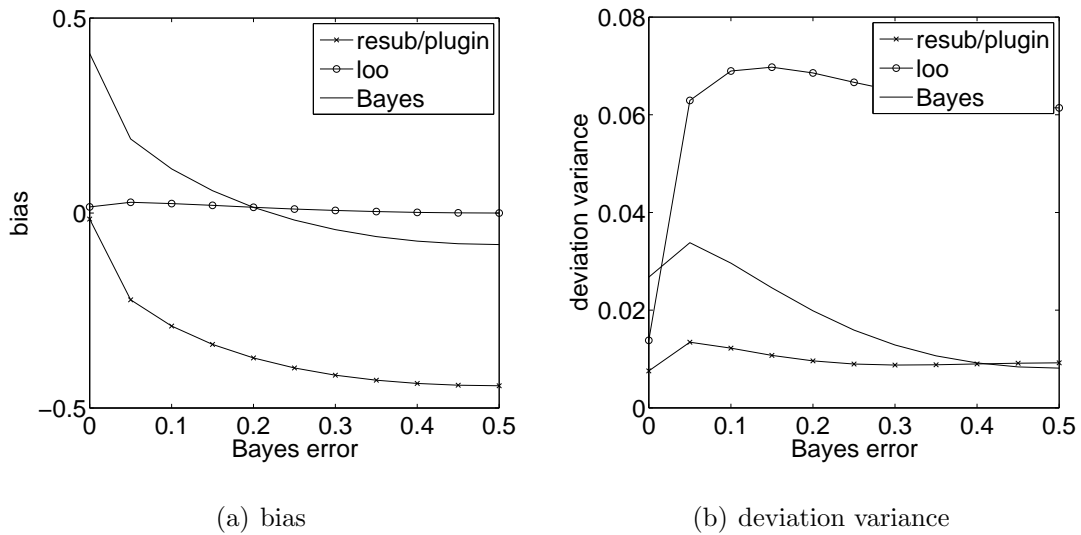 0.5
0
−0.5
bias
0
0.1
0.2
0.3
0.4
0.5
Bayes error
resub/plugin
loo
Bayes
(a) bias
0.08
0.06
0.04
0.02
0
deviation variance
0
0.1
0.2
0.3
0.4
0.5
Bayes error
resub/plugin
loo
Bayes
(b) deviation variance